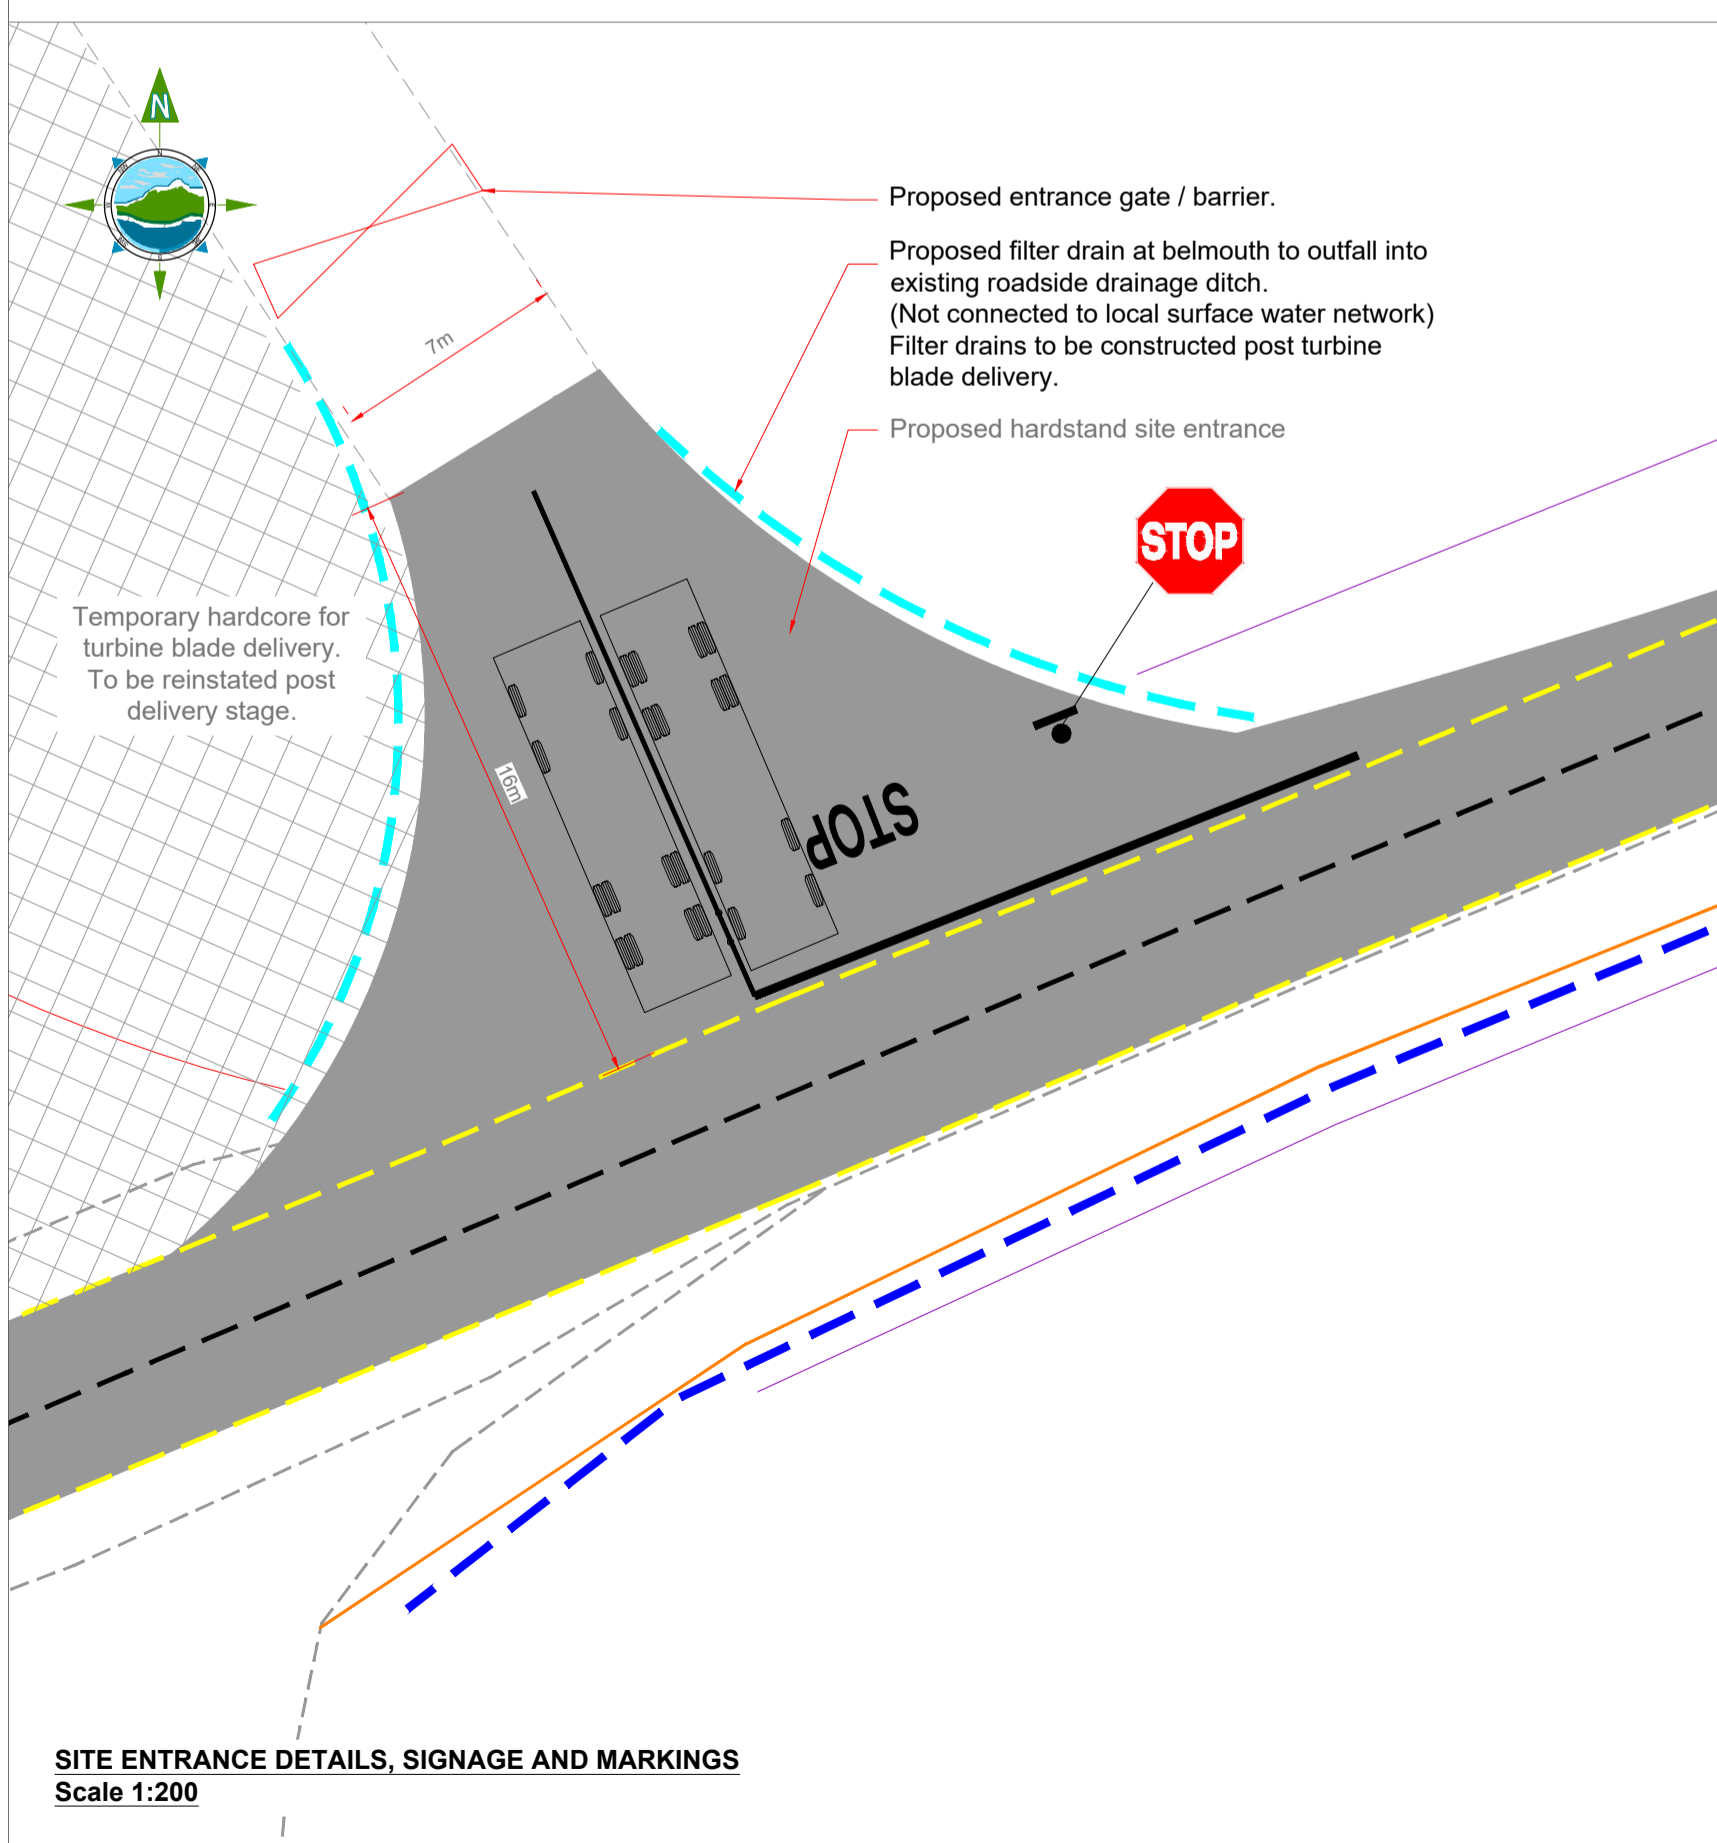 N
Proposed entrance gate / barrier.
Proposed filter drain at belmouth to outfall into
existing roadside drainage ditch.
(Not connected to local surface water network)
Filter drains to be constructed post turbine
blade delivery.
7m
Proposed hardstand site entrance
STOP
Temporary hardcore for
turbine blade delivery.
To be reinstated post
delivery stage.
16m
STOP
SITE ENTRANCE DETAILS, SIGNAGE AND MARKINGS
Scale 1:200